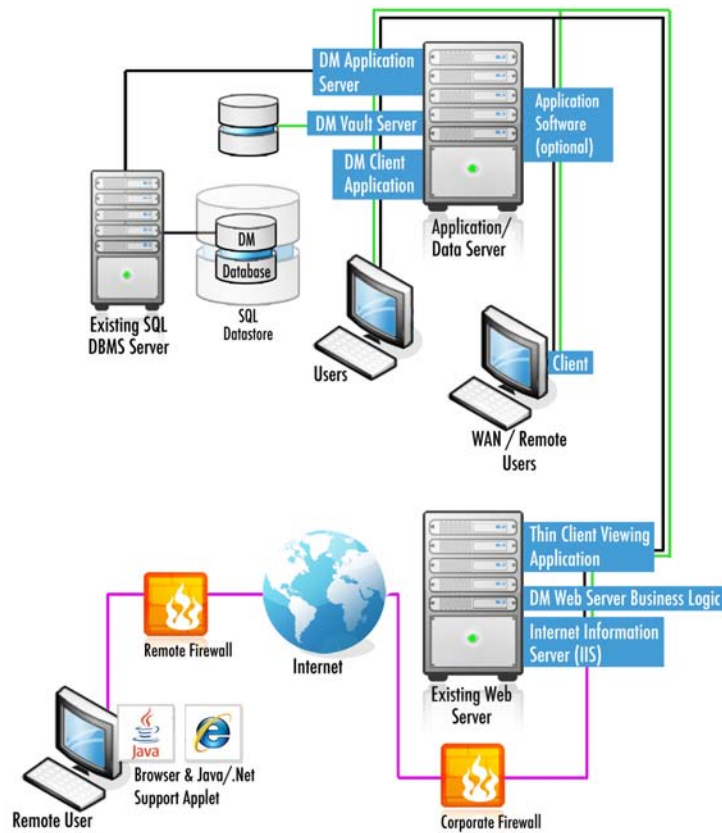 DM Application
Server
DM Vault Server
DM Client
Application
Application
Software
(optional)
Application/
Data Server
DM
Database
SQL
Datastore
Existing SQL
DBMS Server
Users
Client
WAN / Remote
Users
Thin Client Viewing
Application
DM Web Server Business Logic
Internet Information
Server (IIS)
Existing Web
Server
Remote Firewall
Internet
Java
Browser & Java/.Net
Support Applet
Remote User
Corporate Firewall